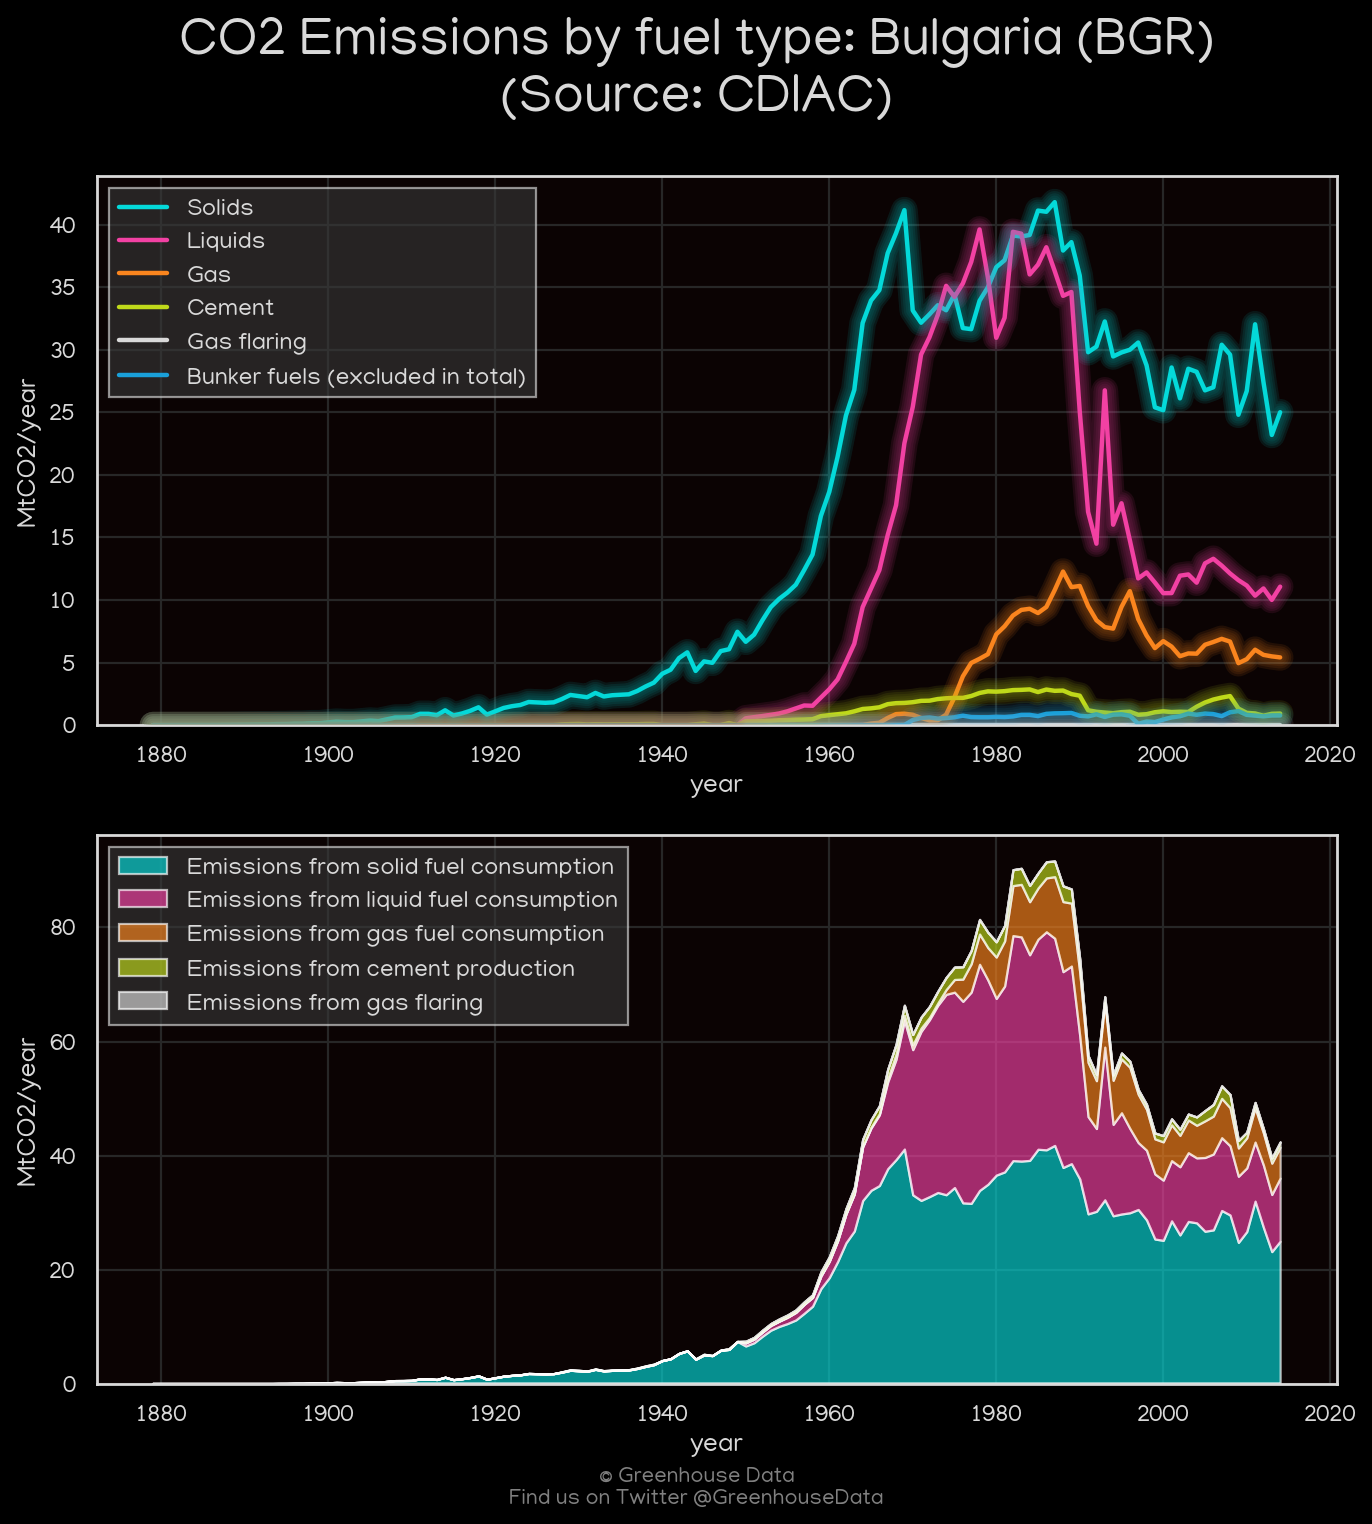 CO2 Emissions by fuel type: Bulgaria (BGR)
(Source: CDIAC)
Solids
Liquids
Gas
Cement
Gas flaring
Bunker fuels (excluded in total)
MtCO2/year
40
35
30
25
20
15
10
5
0
1880 1900 1920 1940 1960 1980 2000 2020
year
Emissions from solid fuel consumption
Emissions from liquid fuel consumption
Emissions from gas fuel consumption
Emissions from cement production
Emissions from gas flaring
MtCO2/year
80
60
40
20
0
1880 1900 1920 1940 1960 1980 2000 2020
year
© Greenhouse Data
Find us on Twitter @GreenhouseData